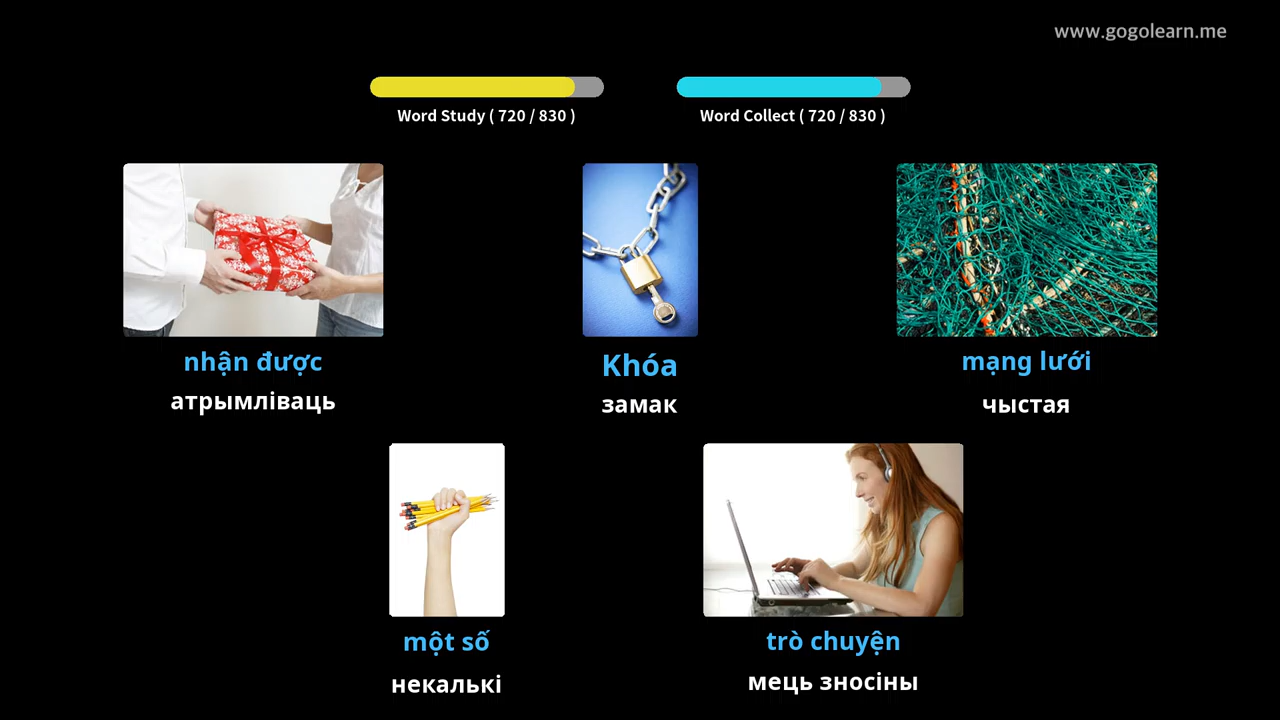 www.gogolearn.me
Word Study ( 720 / 830 )
Word Collect ( 720 / 830 )
nhận được
атрымліваць
Khóa
замак
mạng lưới
чыстая
một số
некалькі
trò chuyện
мець зносіны